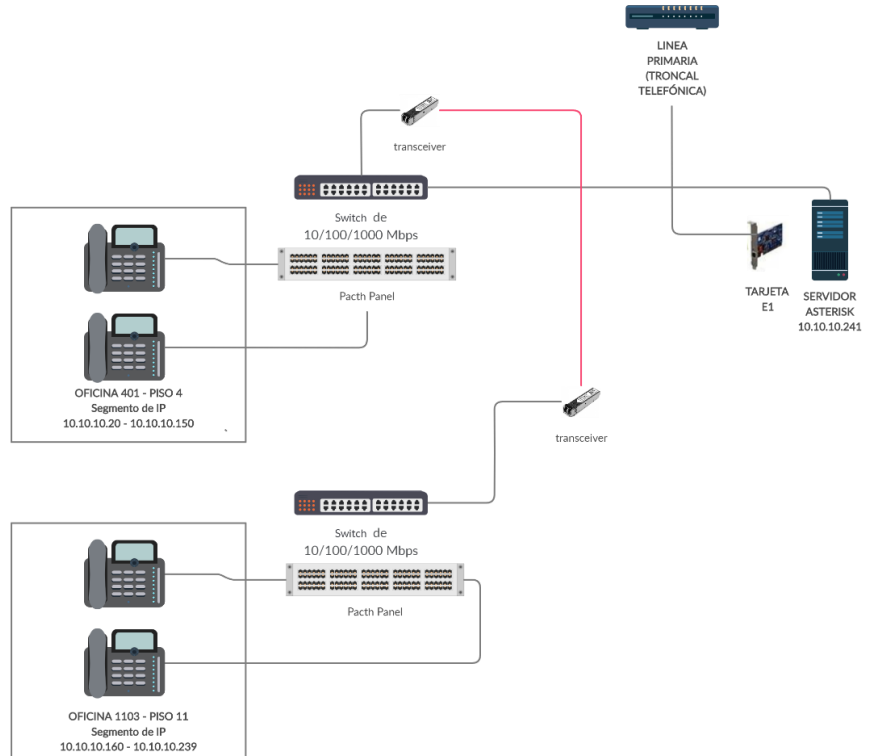 LINEA
PRIMARIA
(TRONCAL
TELEFÓNICA)
transceiver
Switch de
10/100/1000 Mbps
Pacth Panel
TARJETA
E1
SERVIDOR
ASTERISK
10.10.10.241
OFICINA 401 - PISO 4
Segmento de IP
10.10.10.20 - 10.10.10.150
transceiver
Switch de
10/100/1000 Mbps
Pacth Panel
OFICINA 1103 - PISO 11
Segmento de IP
10.10.10.160 - 10.10.10.239